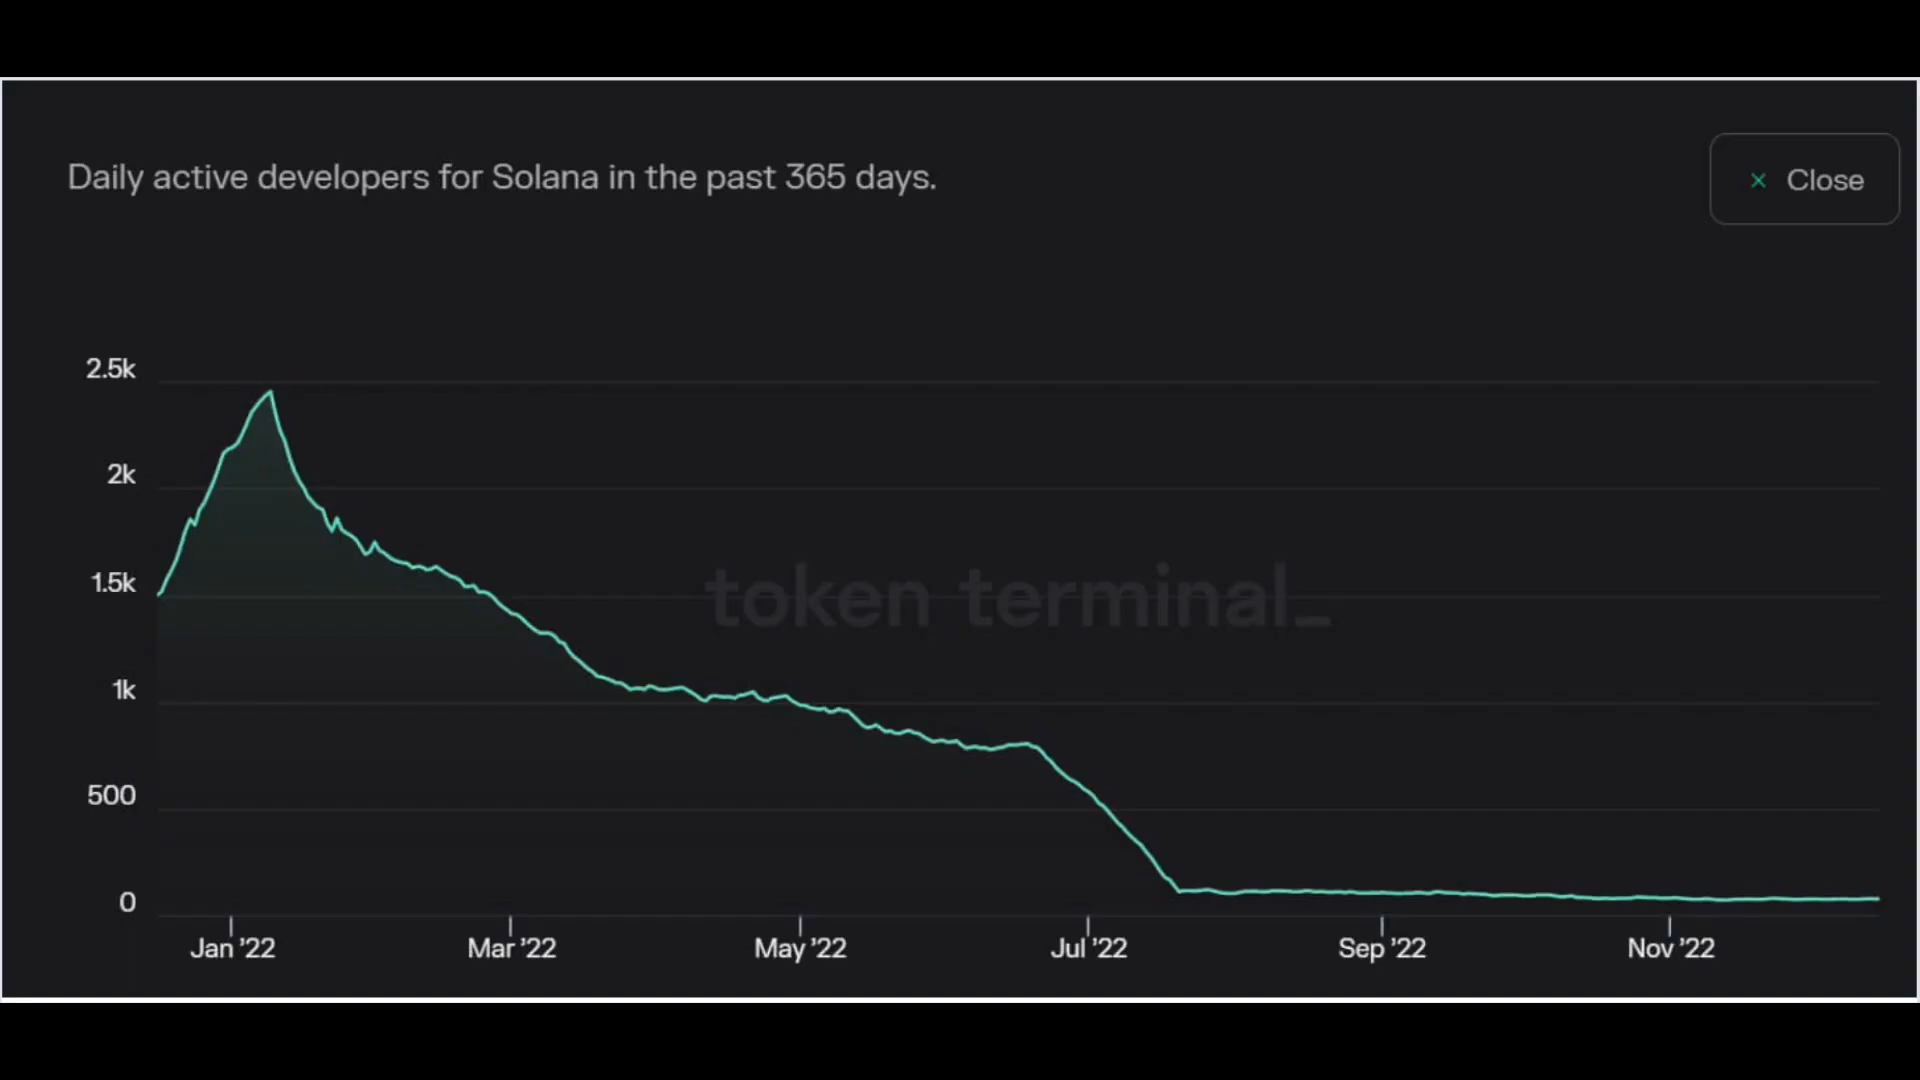 Daily active developers for Solana in the past 365 days.
× Close
2.5k
2k
1.5k
token terminal_
1k
500
0
Jan '22 Mar '22 May '22 Jul '22 Sep '22 Nov '22